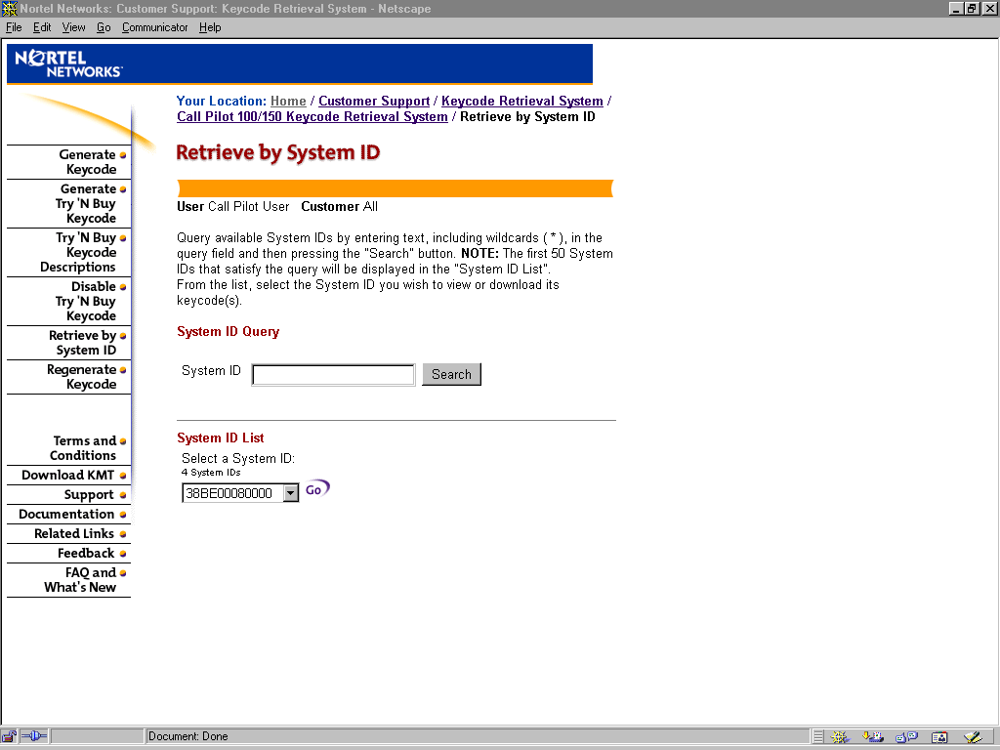 Nortel Networks: Customer Support: Keycode Retrieval System - Netscape
File Edit View Go Communicator Help
NORTEL
NETWORKS™
Your Location: Home / Customer Support / Keycode Retrieval System /
Call Pilot 100/150 Keycode Retrieval System / Retrieve by System ID
Retrieve by System ID
User Call Pilot User Customer All
Query available System IDs by entering text, including wildcards ( * ), in the
query field and then pressing the "Search" button. NOTE: The first 50 System
IDs that satisfy the query will be displayed in the "System ID List".
From the list, select the System ID you wish to view or download its
keycode(s).
System ID Query
System ID Search
System ID List
Select a System ID:
4 System IDs
38BE00080000 Go
Generate
Keycode
Generate
Try 'N Buy
Keycode
Try 'N Buy
Keycode
Descriptions
Disable
Try 'N Buy
Keycode
Retrieve by
System ID
Regenerate
Keycode
Terms and
Conditions
Download KMT
Support
Documentation
Related Links
Feedback
FAQ and
What's New
Document: Done